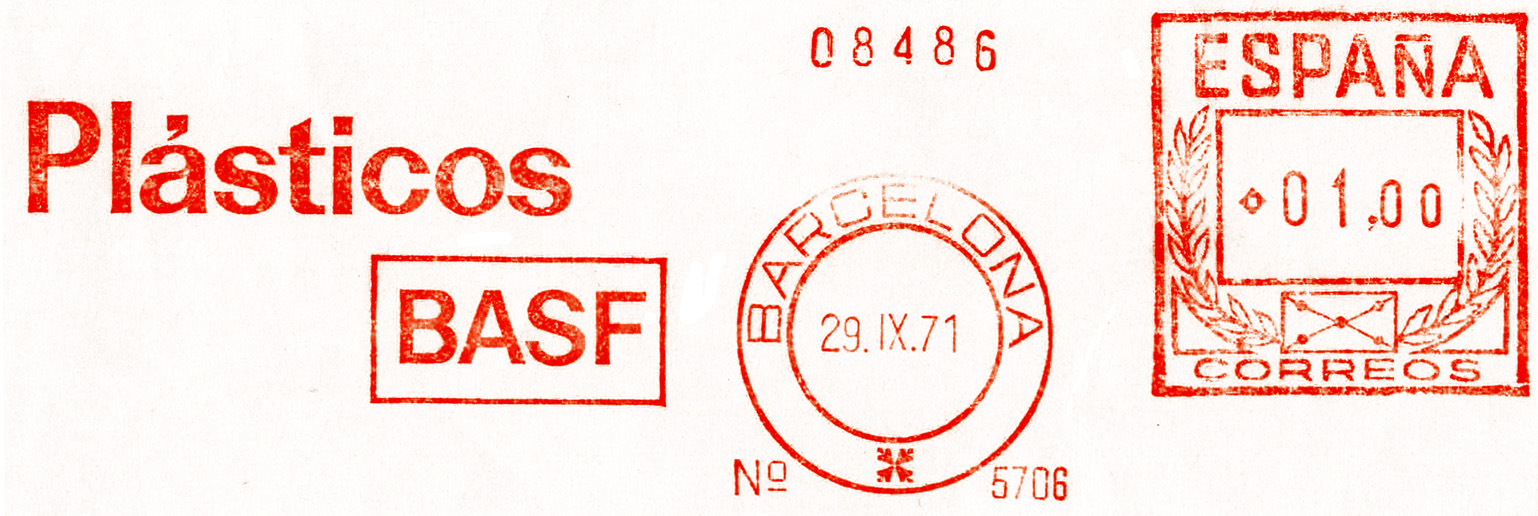 Plásticos
BASF
08486
BARCELONA
29.IX.71
Nº 5706
ESPAÑA
01,00
CORREOS